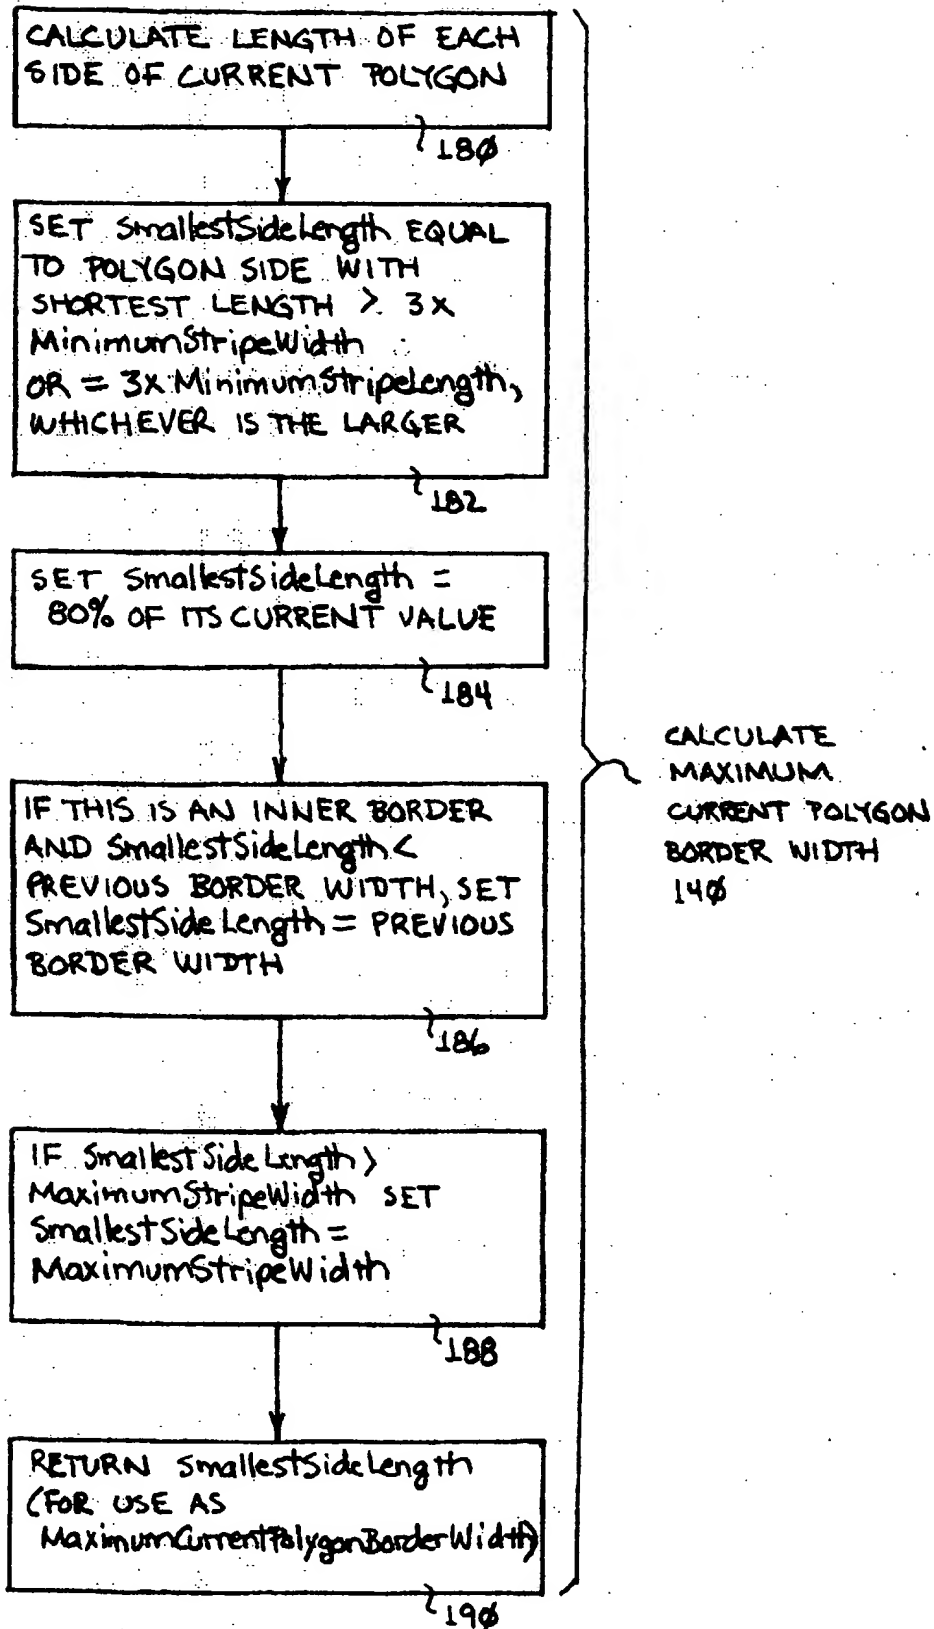 CALCULATE LENGTH OF EACH
SIDE OF CURRENT POLYGON
180
SET SmallestSideLength EQUAL
TO POLYGON SIDE WITH
SHORTEST LENGTH > 3x
MinimumStripeWidth
OR = 3x MinimumStripeLength,
WHICHEVER IS THE LARGER
182
SET SmallestSideLength =
80% OF ITS CURRENT VALUE
184
IF THIS IS AN INNER BORDER
AND SmallestSideLength <
PREVIOUS BORDER WIDTH, SET
SmallestSideLength = PREVIOUS
BORDER WIDTH
186
IF SmallestSideLength >
MaximumStripeWidth SET
SmallestSideLength =
MaximumStripeWidth
188
RETURN SmallestSideLength
(FOR USE AS
MaximumCurrentPolygonBorderWidth)
190
CALCULATE
MAXIMUM
CURRENT POLYGON
BORDER WIDTH
140